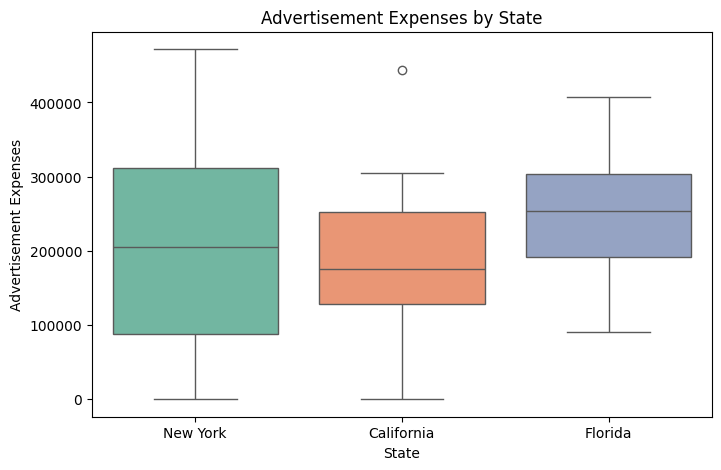 Advertisement Expenses by State
Advertisement Expenses
400000
300000
200000
100000
0
New York California Florida
State